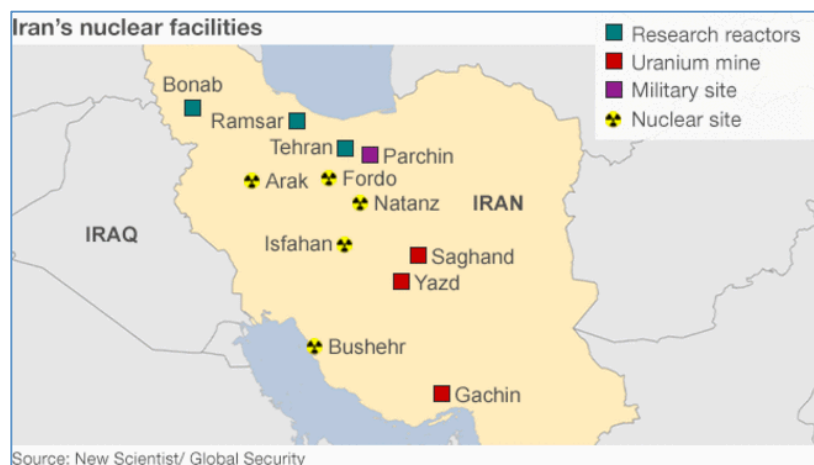 Iran's nuclear facilities
Research reactors
Uranium mine
Military site
Nuclear site
Bonab
Ramsar
Tehran
Parchin
Arak
Fordo
Natanz
IRAN
IRAQ
Isfahan
Saghand
Yazd
Bushehr
Gachin
Source: New Scientist/ Global Security